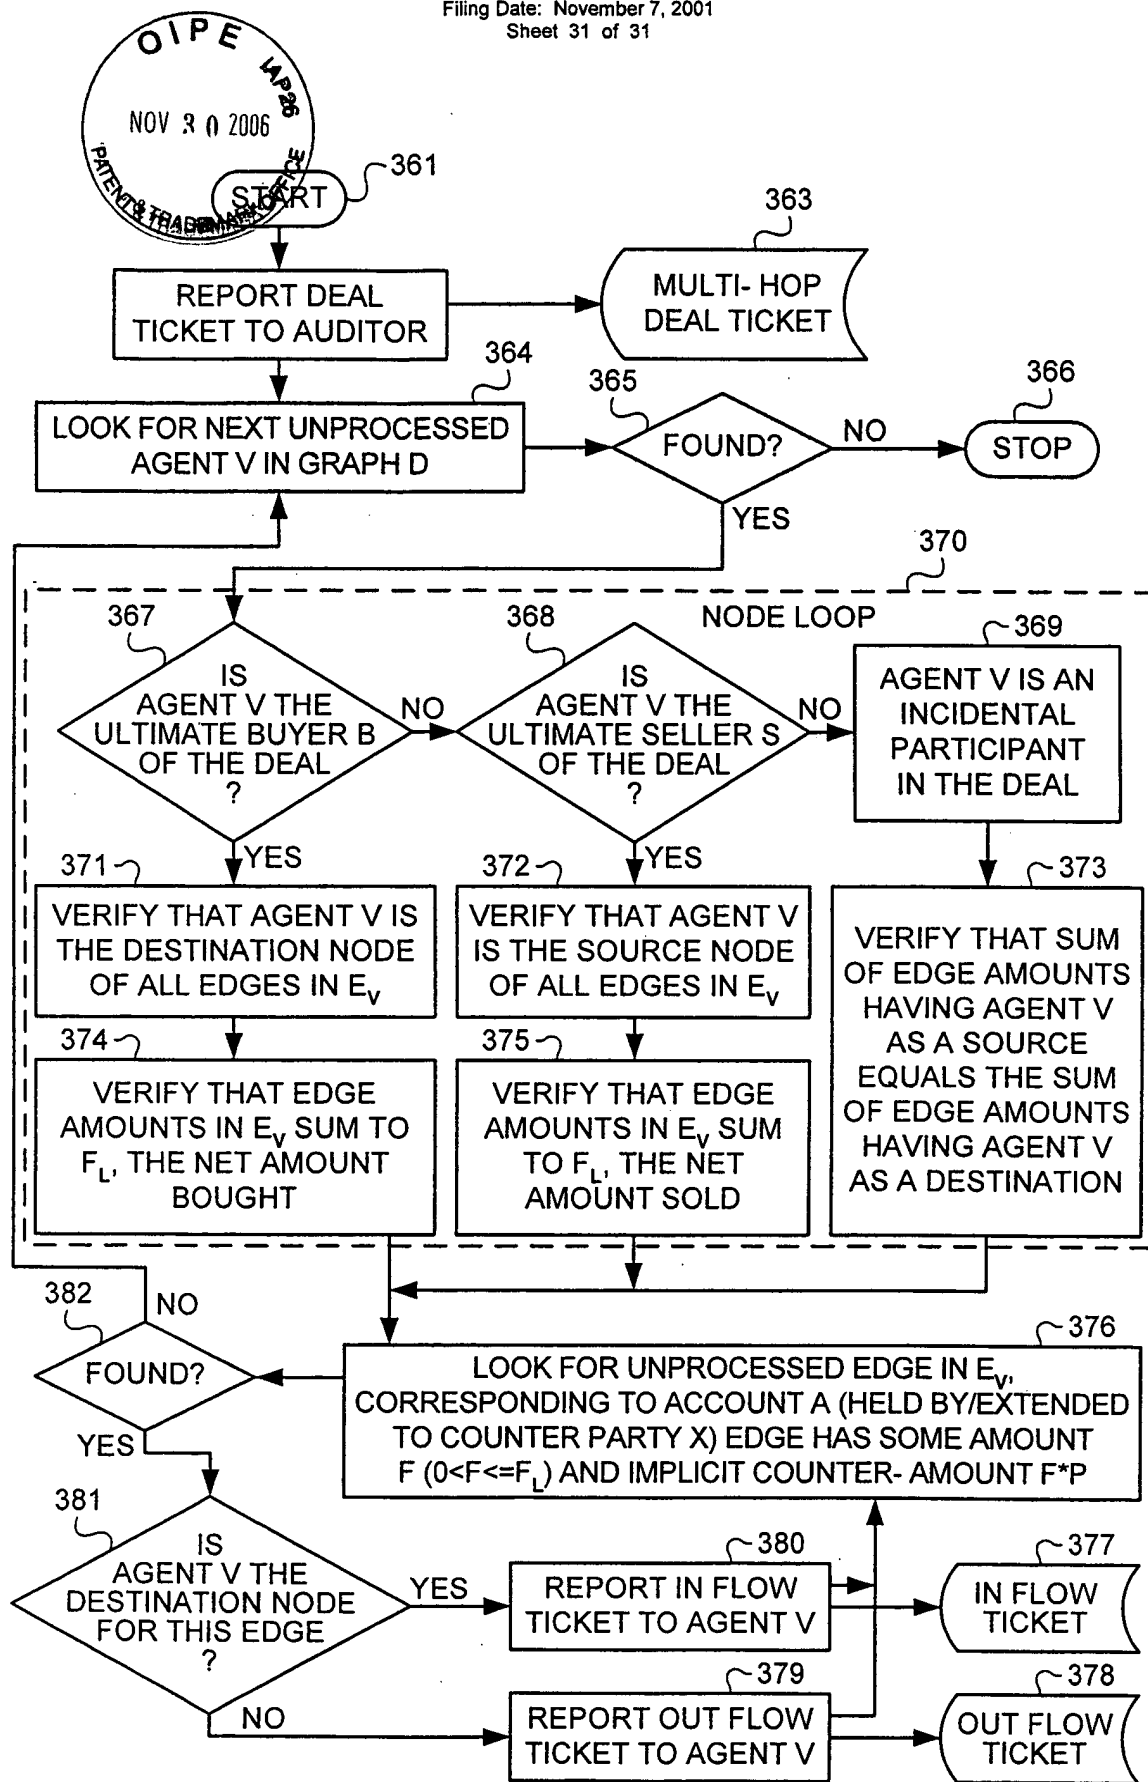 Filing Date: November 7, 2001
Sheet 31 of 31
OIPE
IAP26
NOV 30 2006
PATENT & TRADEMARK OFFICE
START
361
363
REPORT DEAL
TICKET TO AUDITOR
MULTI- HOP
DEAL TICKET
364
365
366
LOOK FOR NEXT UNPROCESSED
AGENT V IN GRAPH D
FOUND?
NO
STOP
YES
370
NODE LOOP
367
368
369
IS
AGENT V THE
ULTIMATE BUYER B
OF THE DEAL
?
NO
IS
AGENT V THE
ULTIMATE SELLER S
OF THE DEAL
?
NO
AGENT V IS AN
INCIDENTAL
PARTICIPANT
IN THE DEAL
YES
YES
371
372
373
VERIFY THAT AGENT V IS
THE DESTINATION NODE
OF ALL EDGES IN EV
VERIFY THAT AGENT V
IS THE SOURCE NODE
OF ALL EDGES IN EV
VERIFY THAT SUM
OF EDGE AMOUNTS
HAVING AGENT V
AS A SOURCE
EQUALS THE SUM
OF EDGE AMOUNTS
HAVING AGENT V
AS A DESTINATION
374
375
VERIFY THAT EDGE
AMOUNTS IN EV SUM TO
FL, THE NET AMOUNT
BOUGHT
VERIFY THAT EDGE
AMOUNTS IN EV SUM
TO FL, THE NET
AMOUNT SOLD
382
NO
376
FOUND?
LOOK FOR UNPROCESSED EDGE IN EV,
CORRESPONDING TO ACCOUNT A (HELD BY/EXTENDED
TO COUNTER PARTY X) EDGE HAS SOME AMOUNT
F (0<F<=FL) AND IMPLICIT COUNTER- AMOUNT F*P
YES
381
IS
AGENT V THE
DESTINATION NODE
FOR THIS EDGE
?
YES
380
377
REPORT IN FLOW
TICKET TO AGENT V
IN FLOW
TICKET
NO
379
378
REPORT OUT FLOW
TICKET TO AGENT V
OUT FLOW
TICKET